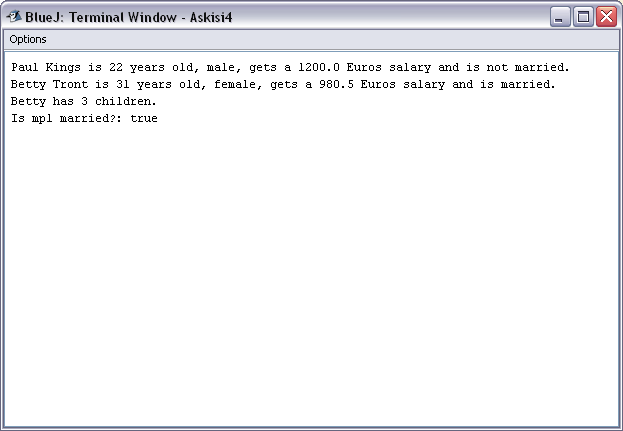 BlueJ: Terminal Window - Askisi4
Options
Paul Kings is 22 years old, male, gets a 1200.0 Euros salary and is not married.
Betty Tront is 31 years old, female, gets a 980.5 Euros salary and is married.
Betty has 3 children.
Is mp1 married?: true